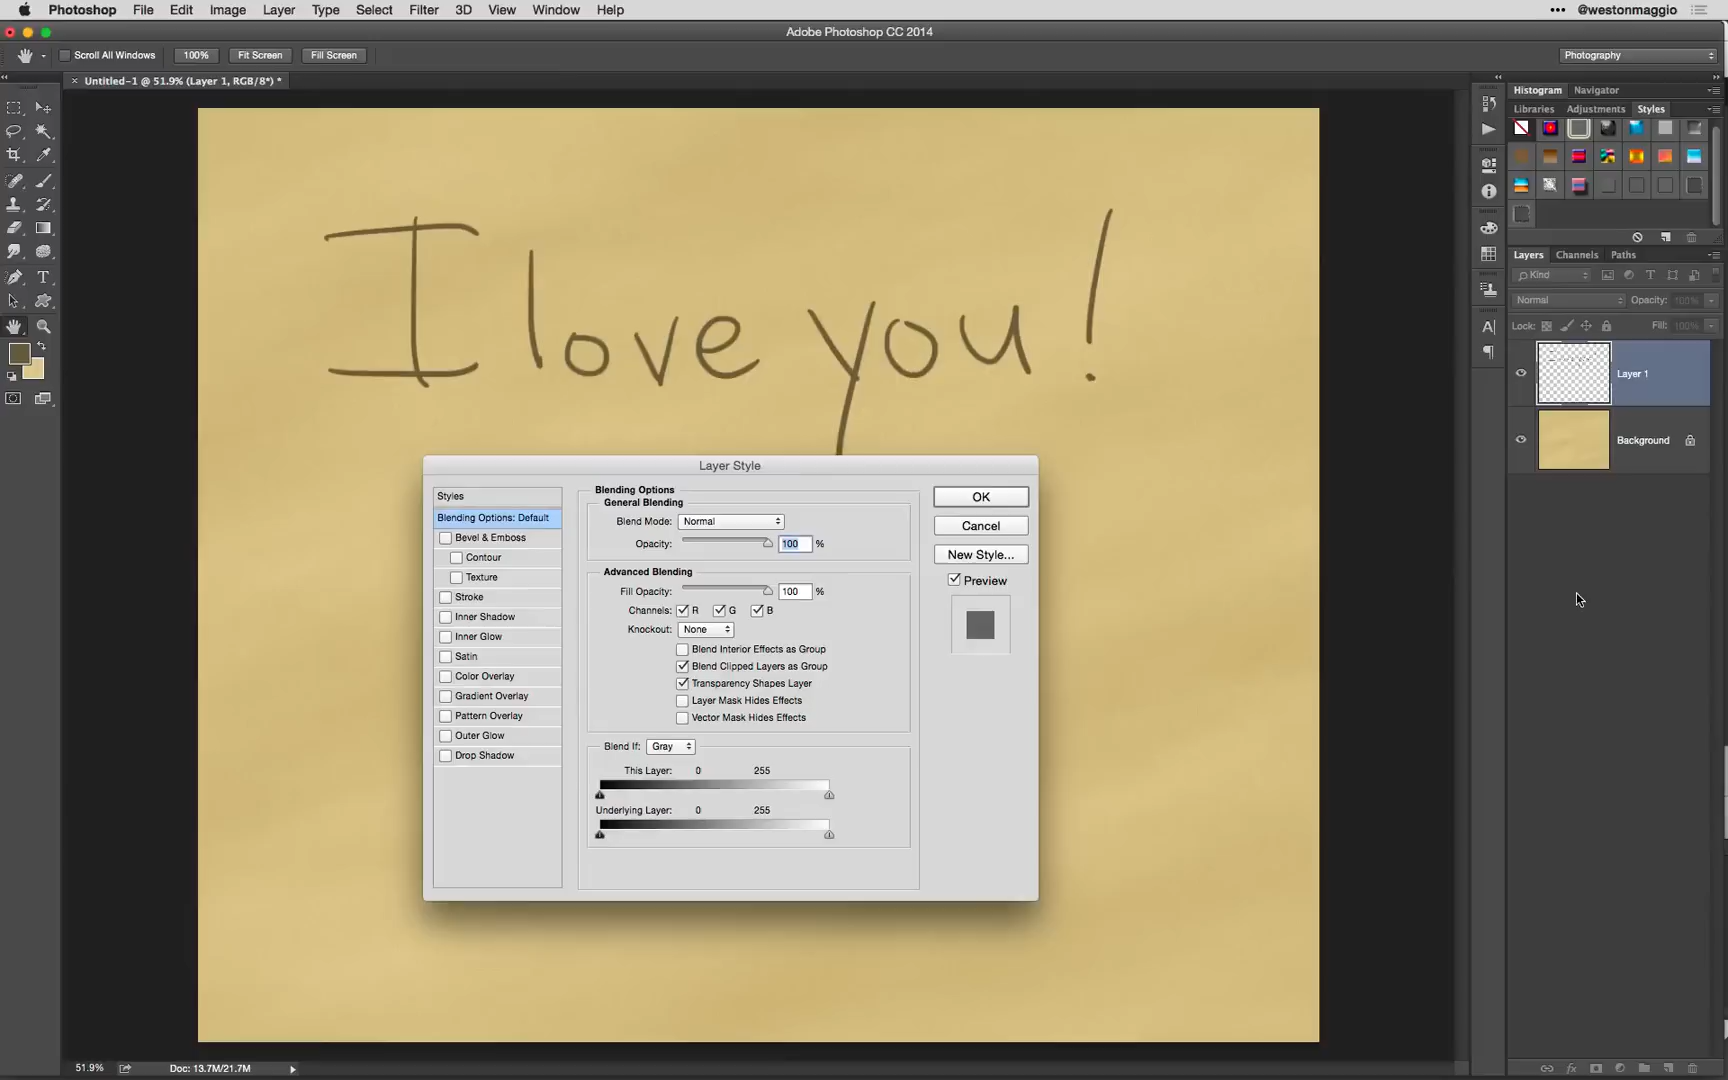 Photoshop File Edit Image Layer Type Select Filter 3D View Window Help ••• @westonmaggio
Adobe Photoshop CC 2014
Scroll All Windows 100% Fit Screen Fill Screen Photography
× Untitled-1 @ 51.9% (Layer 1, RGB/8*) *
Histogram Navigator
Libraries Adjustments Styles
I love you!
Layers Channels Paths
Kind
Normal Opacity: 100%
Lock: Fill: 100%
Layer 1
Background
Layer Style
Styles
Blending Options: Default
Bevel & Emboss
Contour
Texture
Stroke
Inner Shadow
Inner Glow
Satin
Color Overlay
Gradient Overlay
Pattern Overlay
Outer Glow
Drop Shadow
Blending Options
General Blending
Blend Mode: Normal
Opacity: 100 %
Advanced Blending
Fill Opacity: 100 %
Channels: R G B
Knockout: None
Blend Interior Effects as Group
Blend Clipped Layers as Group
Transparency Shapes Layer
Layer Mask Hides Effects
Vector Mask Hides Effects
Blend If: Gray
This Layer: 0 255
Underlying Layer: 0 255
OK
Cancel
New Style...
Preview
51.9% Doc: 13.7M/21.7M